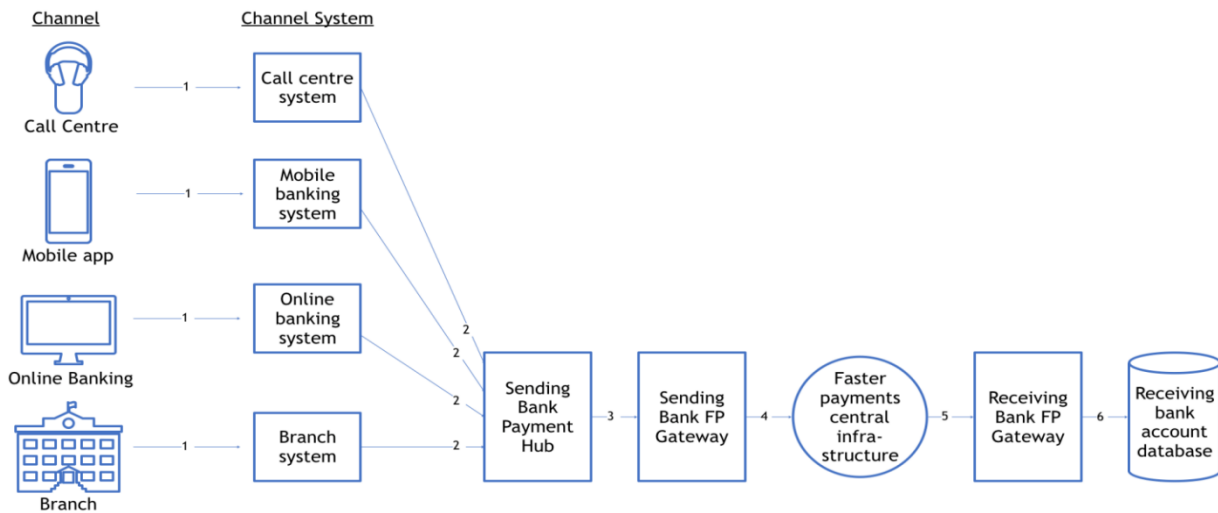 Channel
Channel System
Call Centre
1
Call centre
system
Mobile app
1
Mobile
banking
system
Online Banking
1
Online
banking
system
Branch
1
Branch
system
2
2
2
2
Sending
Bank
Payment
Hub
3
Sending
Bank FP
Gateway
4
Faster
payments
central
infra-
structure
5
Receiving
Bank FP
Gateway
6
Receiving
bank
account
database